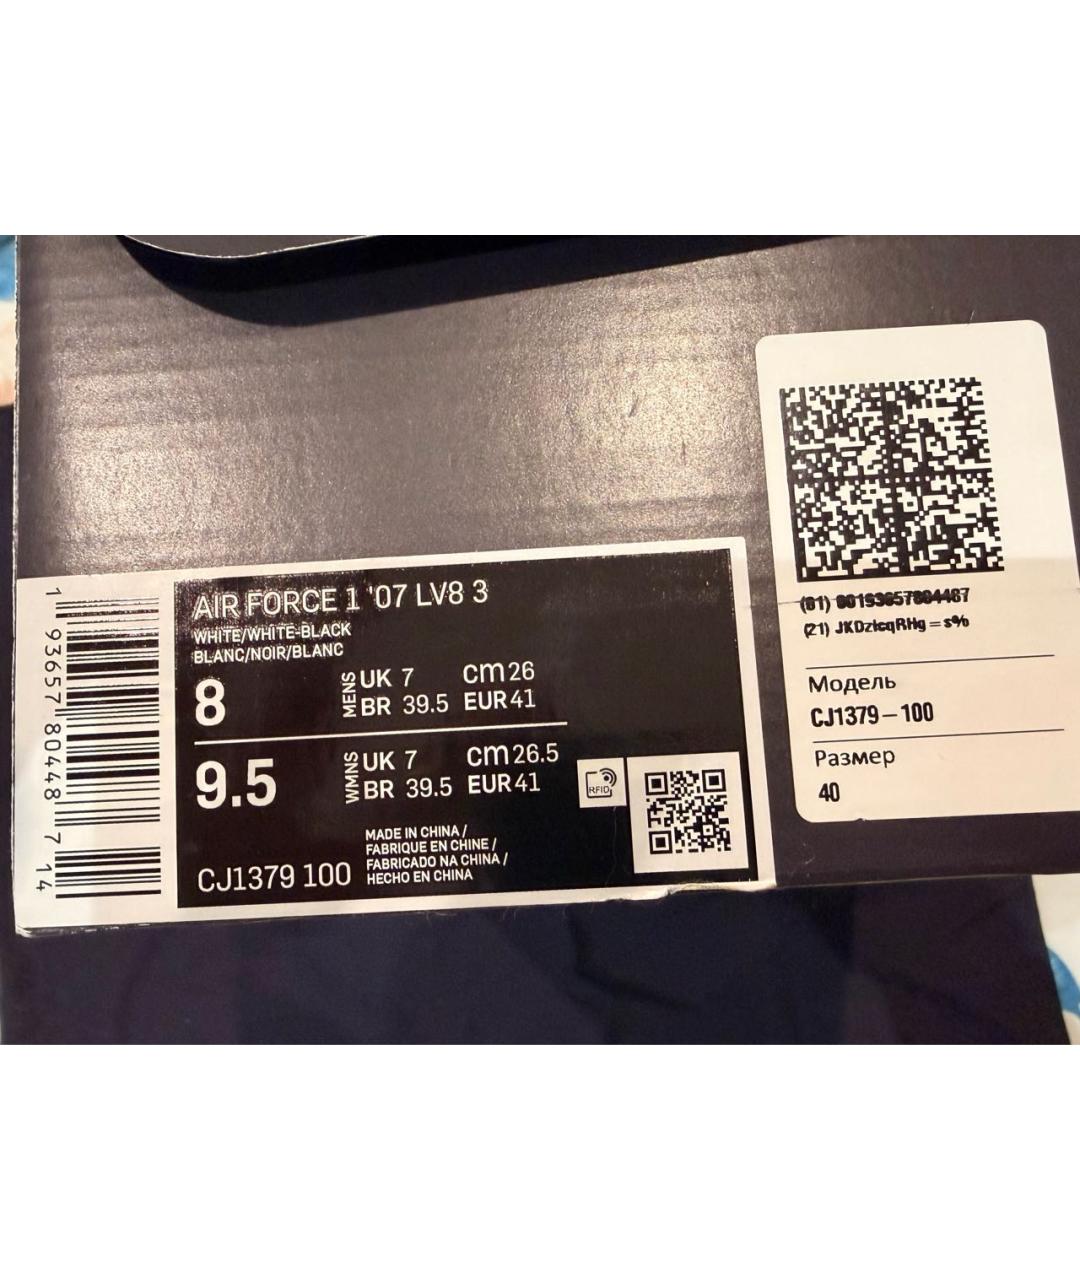 AIR FORCE 1 '07 LV8 3
WHITE/WHITE-BLACK
BLANC/NOIR/BLANC
8
MENS
UK 7 cm 26
BR 39.5 EUR 41
9.5
WMNS
UK 7 cm 26.5
BR 39.5 EUR 41
CJ1379 100
MADE IN CHINA /
FABRIQUE EN CHINE /
FABRICADO NA CHINA /
HECHO EN CHINA
RFID
1 93657 80448 7 14
(01)
(21) JKDzIcqRHg=s%
Модель
CJ1379-100
Размер
40